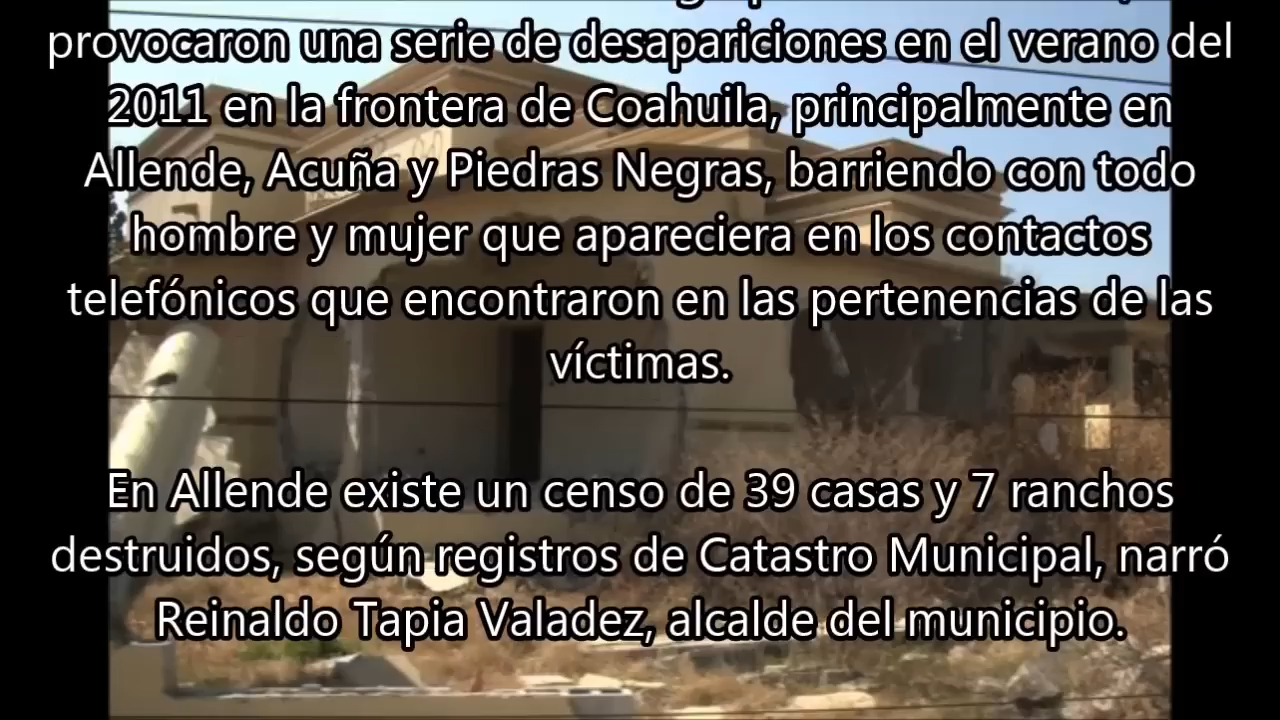 provocaron una serie de desapariciones en el verano del
2011 en la frontera de Coahuila, principalmente en
Allende, Acuña y Piedras Negras, barriendo con todo
hombre y mujer que apareciera en los contactos
telefónicos que encontraron en las pertenencias de las
víctimas.
En Allende existe un censo de 39 casas y 7 ranchos
destruidos, según registros de Catastro Municipal, narró
Reinaldo Tapia Valadez, alcalde del municipio.